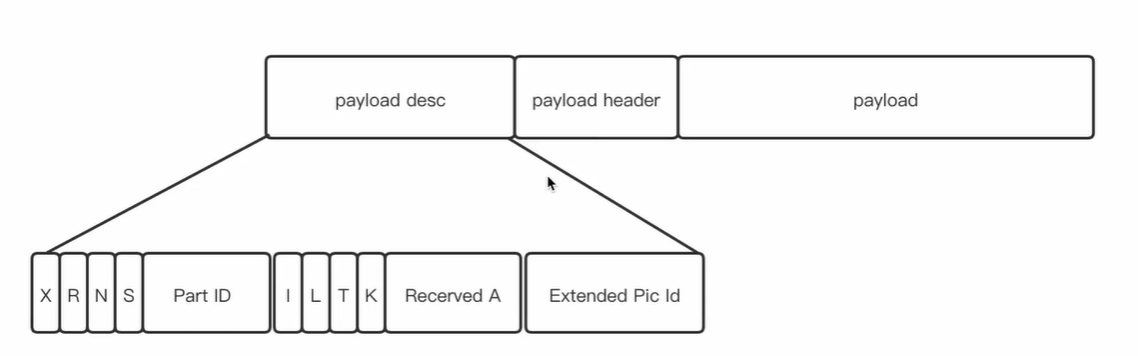 payload desc payload header payload
X R N S Part ID I L T K Recerved A Extended Pic Id